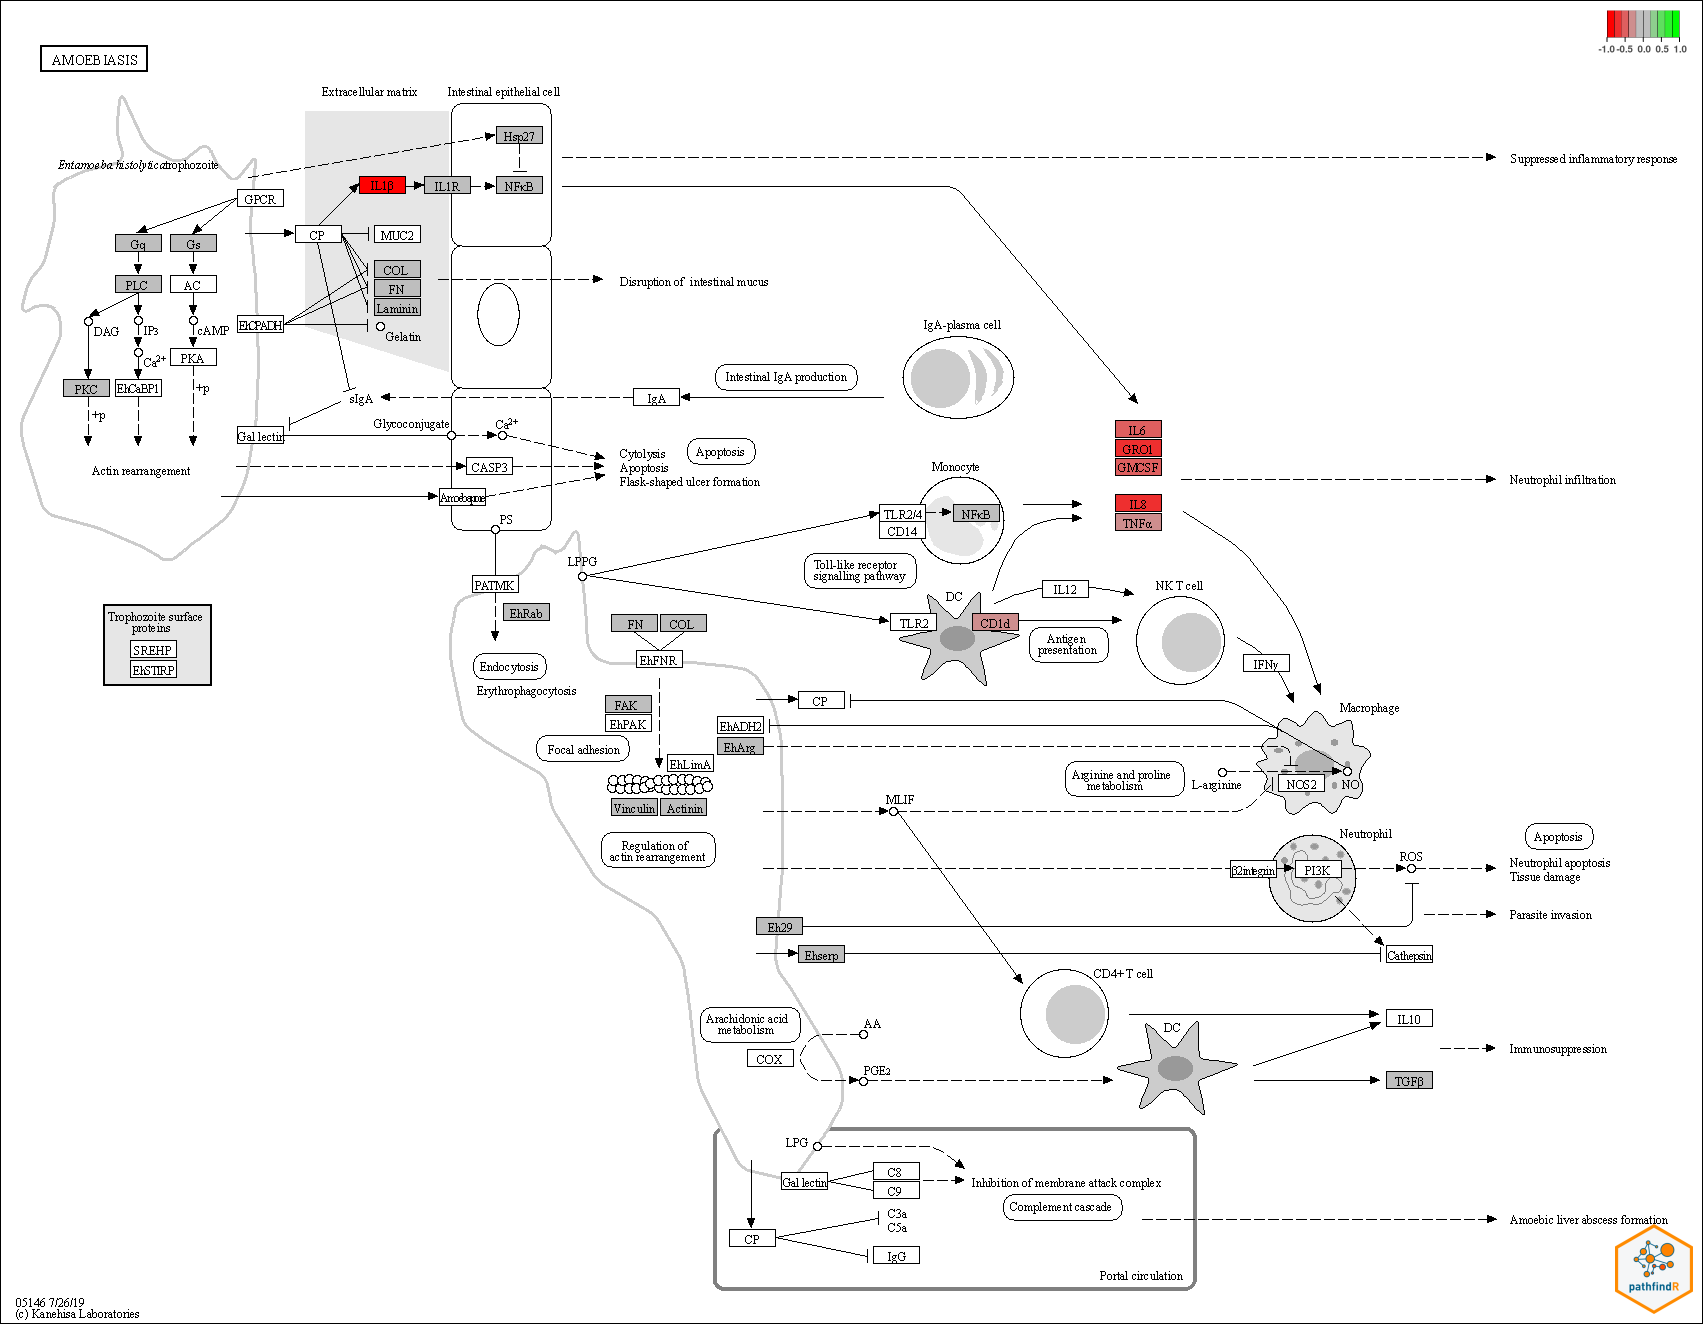 -1.0 -0.5 0.0 0.5 1.0
AMOEBIASIS
Extracellular matrix
Intestinal epithelial cell
Hsp27
Suppressed inflammatory response
Entamoeba histolytica trophozoite
IL1β
IL1R
NFκB
GPCR
CP
MUC2
Gq
Gs
COL
FN
Laminin
Disruption of intestinal mucus
PLC
AC
DAG
IP3
cAMP
EhCPADH
Gelatin
IgA-plasma cell
Ca2+
PKA
Intestinal IgA production
PKC
EhCaBP1
+p
+p
sIgA
IgA
Glycoconjugate
Ca2+
Gal lectin
IL6
GRO1
GMCSF
Cytolysis
Apoptosis
Flask-shaped ulcer formation
Apoptosis
Actin rearrangement
CASP3
Monocyte
Neutrophil infiltration
Amoebapore
IL8
TNFα
PS
TLR2/4
NFκB
CD14
LPPG
Toll-like receptor
signalling pathway
PATMK
DC
IL12
NK T cell
EhRab
Trophozoite surface
proteins
SREHP
EhSTIRP
FN
COL
TLR2
CD1d
Antigen
presentation
EhFNR
IFNγ
Endocytosis
Erythrophagocytosis
FAK
EhPAK
CP
Macrophage
EhADH2
EhArg
Focal adhesion
EhLimA
Arginine and proline
metabolism
L-arginine
NOS2
NO
Vinculin
Actinin
MLIF
Regulation of
actin rearrangement
Neutrophil
Apoptosis
ROS
β2integrin
PI3K
Neutrophil apoptosis
Tissue damage
Eh29
Parasite invasion
Ehserp
Cathepsin
CD4+ T cell
Arachidonic acid
metabolism
AA
DC
IL10
COX
PGE2
Immunosuppression
TGFβ
LPG
C8
C9
Gal lectin
Inhibition of membrane attack complex
Complement cascade
C3a
C5a
CP
IgG
Amoebic liver abscess formation
Portal circulation
pathfindR
05146 7/26/19
(c) Kanehisa Laboratories